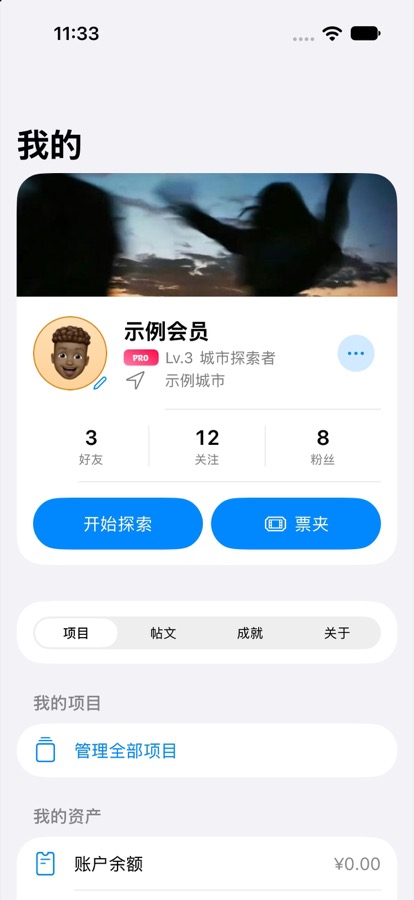 11:33
我的
示例会员
PRO Lv.3 城市探索者
示例城市
3 12 8
好友 关注 粉丝
开始探索 票夹
项目 帖文 成就 关于
我的项目
管理全部项目
我的资产
账户余额 ¥0.00